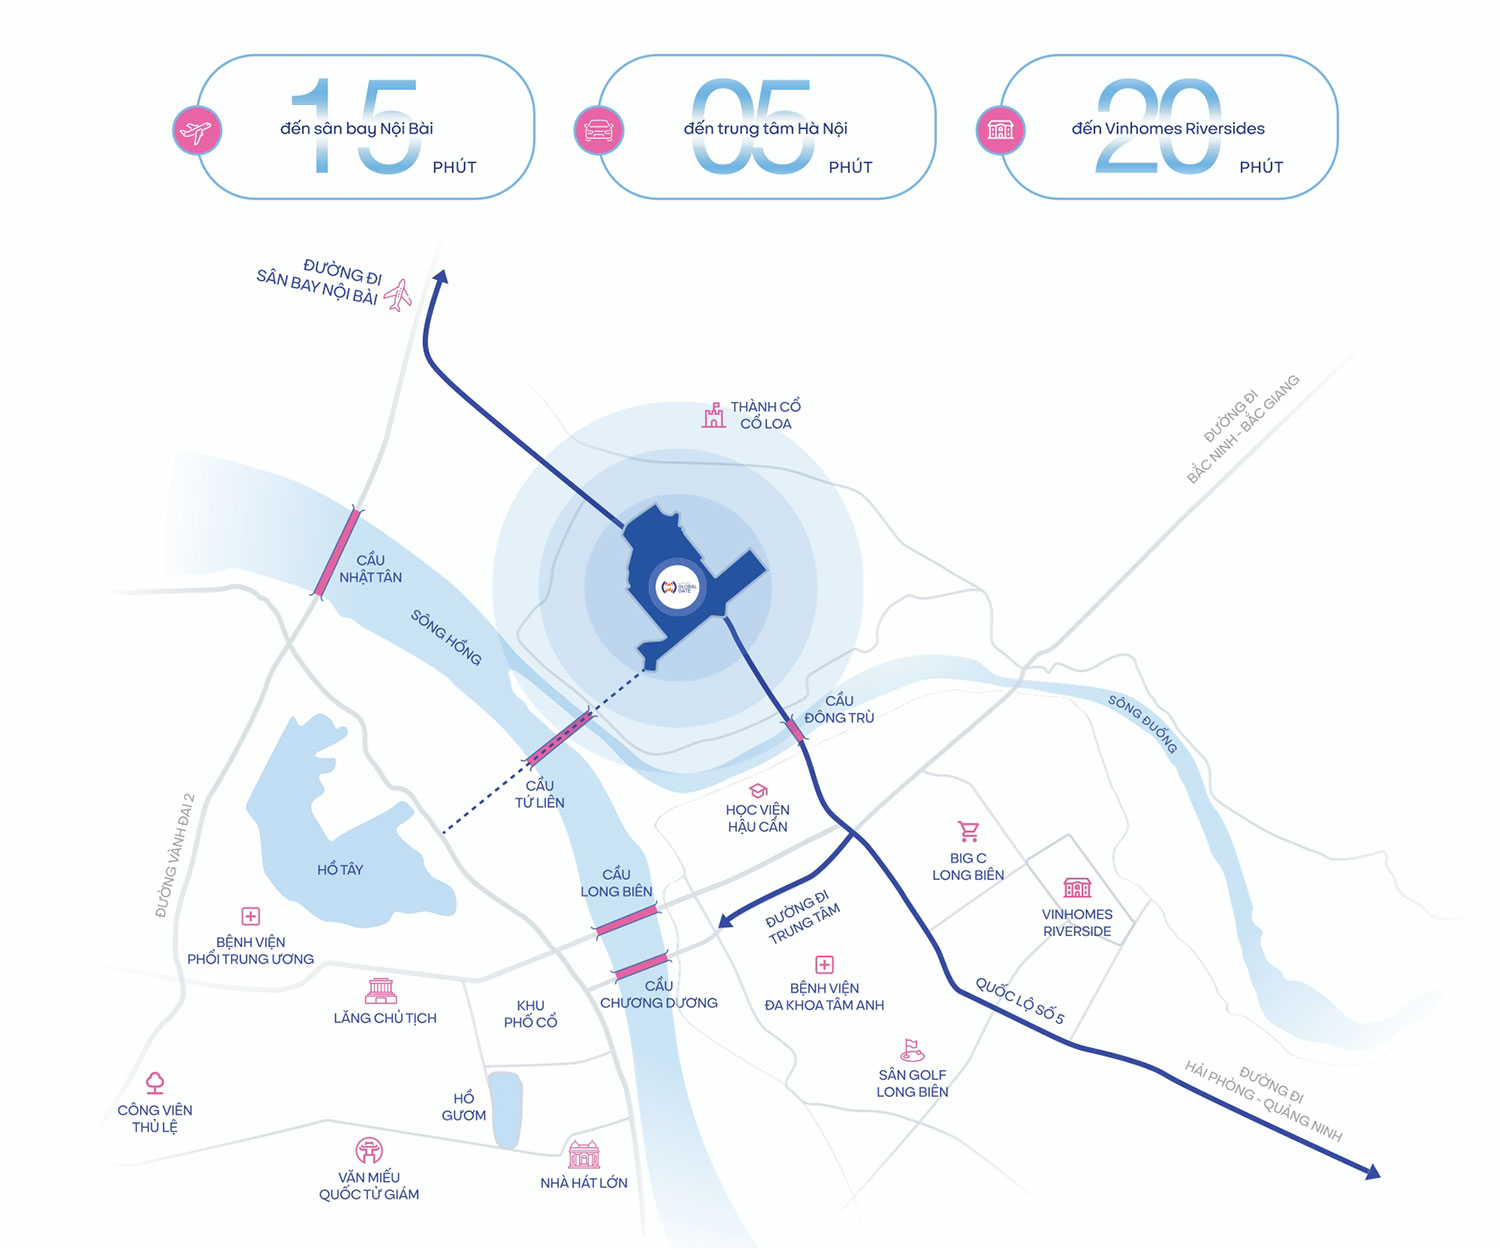 15
đến sân bay Nội Bài
PHÚT
05
đến trung tâm Hà Nội
PHÚT
20
đến Vinhomes Riversides
PHÚT
ĐƯỜNG ĐI
SÂN BAY NỘI BÀI
THÀNH CỔ
CỔ LOA
ĐƯỜNG ĐI
BẮC NINH - BẮC GIANG
CẦU
NHẬT TÂN
GLOBAL
GATE
SÔNG HỒNG
CẦU
ĐÔNG TRÙ
SÔNG ĐUỐNG
CẦU
TỨ LIÊN
HỌC VIỆN
HẬU CẦN
ĐƯỜNG VÀNH ĐAI 2
HỒ TÂY
CẦU
LONG BIÊN
BIG C
LONG BIÊN
VINHOMES
RIVERSIDE
ĐƯỜNG ĐI
TRUNG TÂM
BỆNH VIỆN
PHỔI TRUNG ƯƠNG
BỆNH VIỆN
ĐA KHOA TÂM ANH
CẦU
CHƯƠNG DƯƠNG
LĂNG CHỦ TỊCH
KHU
PHỐ CỔ
QUỐC LỘ SỐ 5
SÂN GOLF
LONG BIÊN
ĐƯỜNG ĐI
HẢI PHÒNG - QUẢNG NINH
CÔNG VIÊN
THỦ LỆ
HỒ
GƯƠM
VĂN MIẾU
QUỐC TỬ GIÁM
NHÀ HÁT LỚN